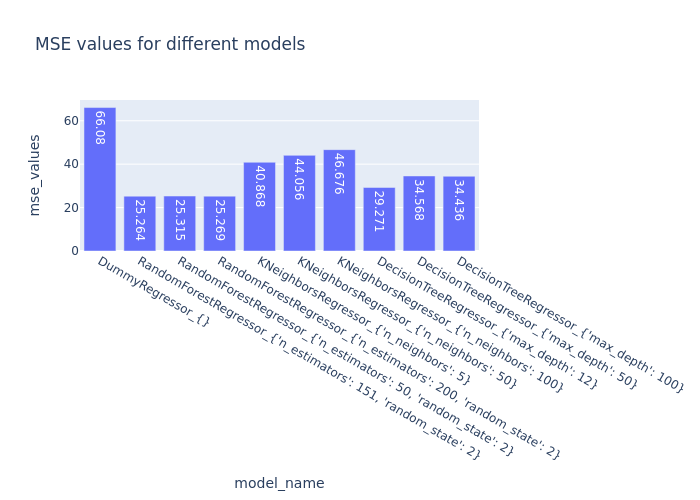 MSE values for different models
mse_values
60
40
20
0
66.08
25.264
25.315
25.269
40.868
44.056
46.676
29.271
34.568
34.436
DummyRegressor_{}
RandomForestRegressor_{'n_estimators': 151, 'random_state': 2}
RandomForestRegressor_{'n_estimators': 50, 'random_state': 2}
RandomForestRegressor_{'n_estimators': 200, 'random_state': 2}
KNeighborsRegressor_{'n_neighbors': 5}
KNeighborsRegressor_{'n_neighbors': 50}
KNeighborsRegressor_{'n_neighbors': 100}
DecisionTreeRegressor_{'max_depth': 12}
DecisionTreeRegressor_{'max_depth': 50}
DecisionTreeRegressor_{'max_depth': 100}
model_name